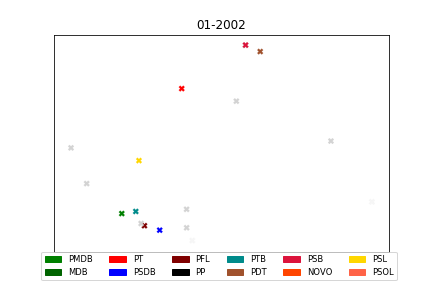 01-2002
PMDB PT PFL PTB PSB PSL
MDB PSDB PP PDT NOVO PSOL